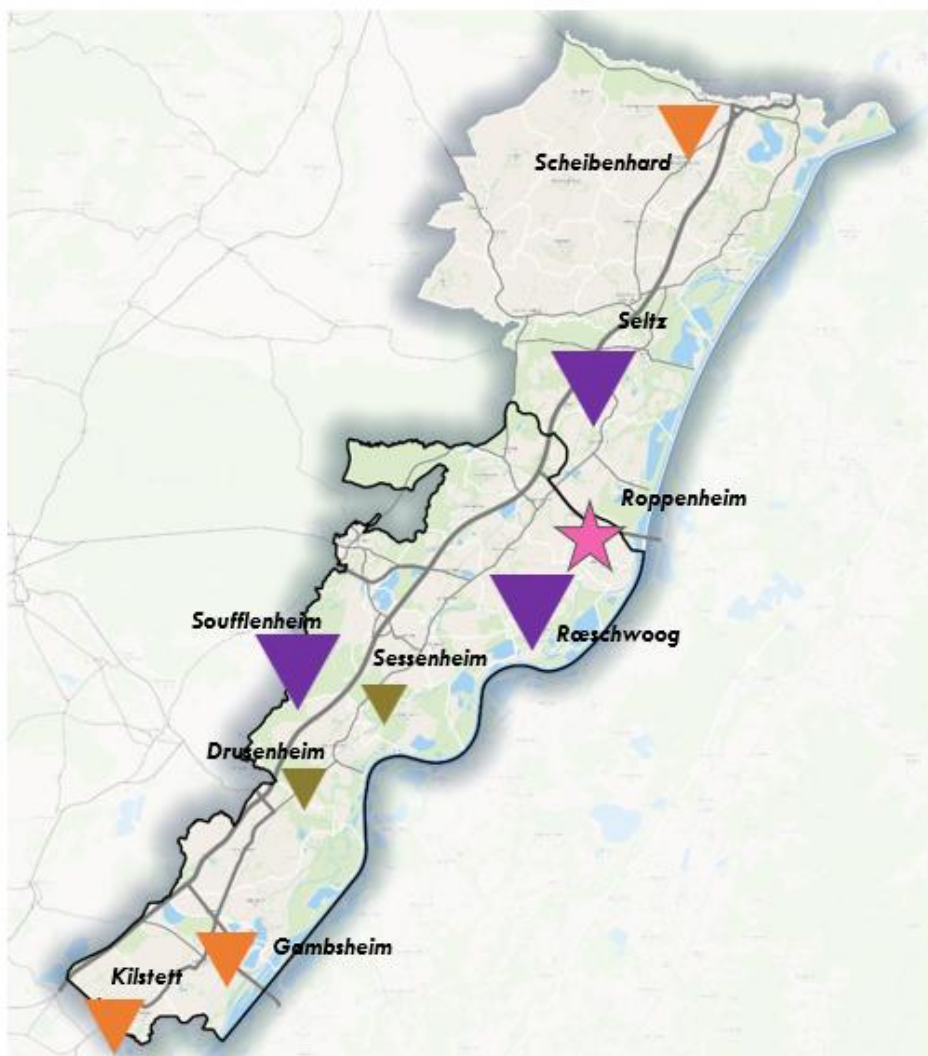 Scheibenhard
Seltz
Roppenheim
Soufflenheim
Rœschwoog
Sessenheim
Drusenheim
Gambsheim
Kilstett